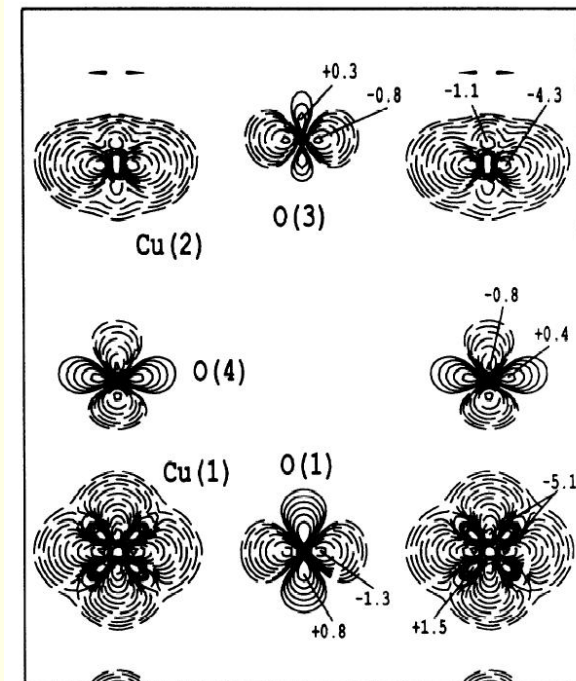 +0.3
-0.8
-1.1
-4.3
O(3)
Cu(2)
-0.8
+0.4
O(4)
Cu(1)
O(1)
-5.1
-1.3
+0.8
+1.5